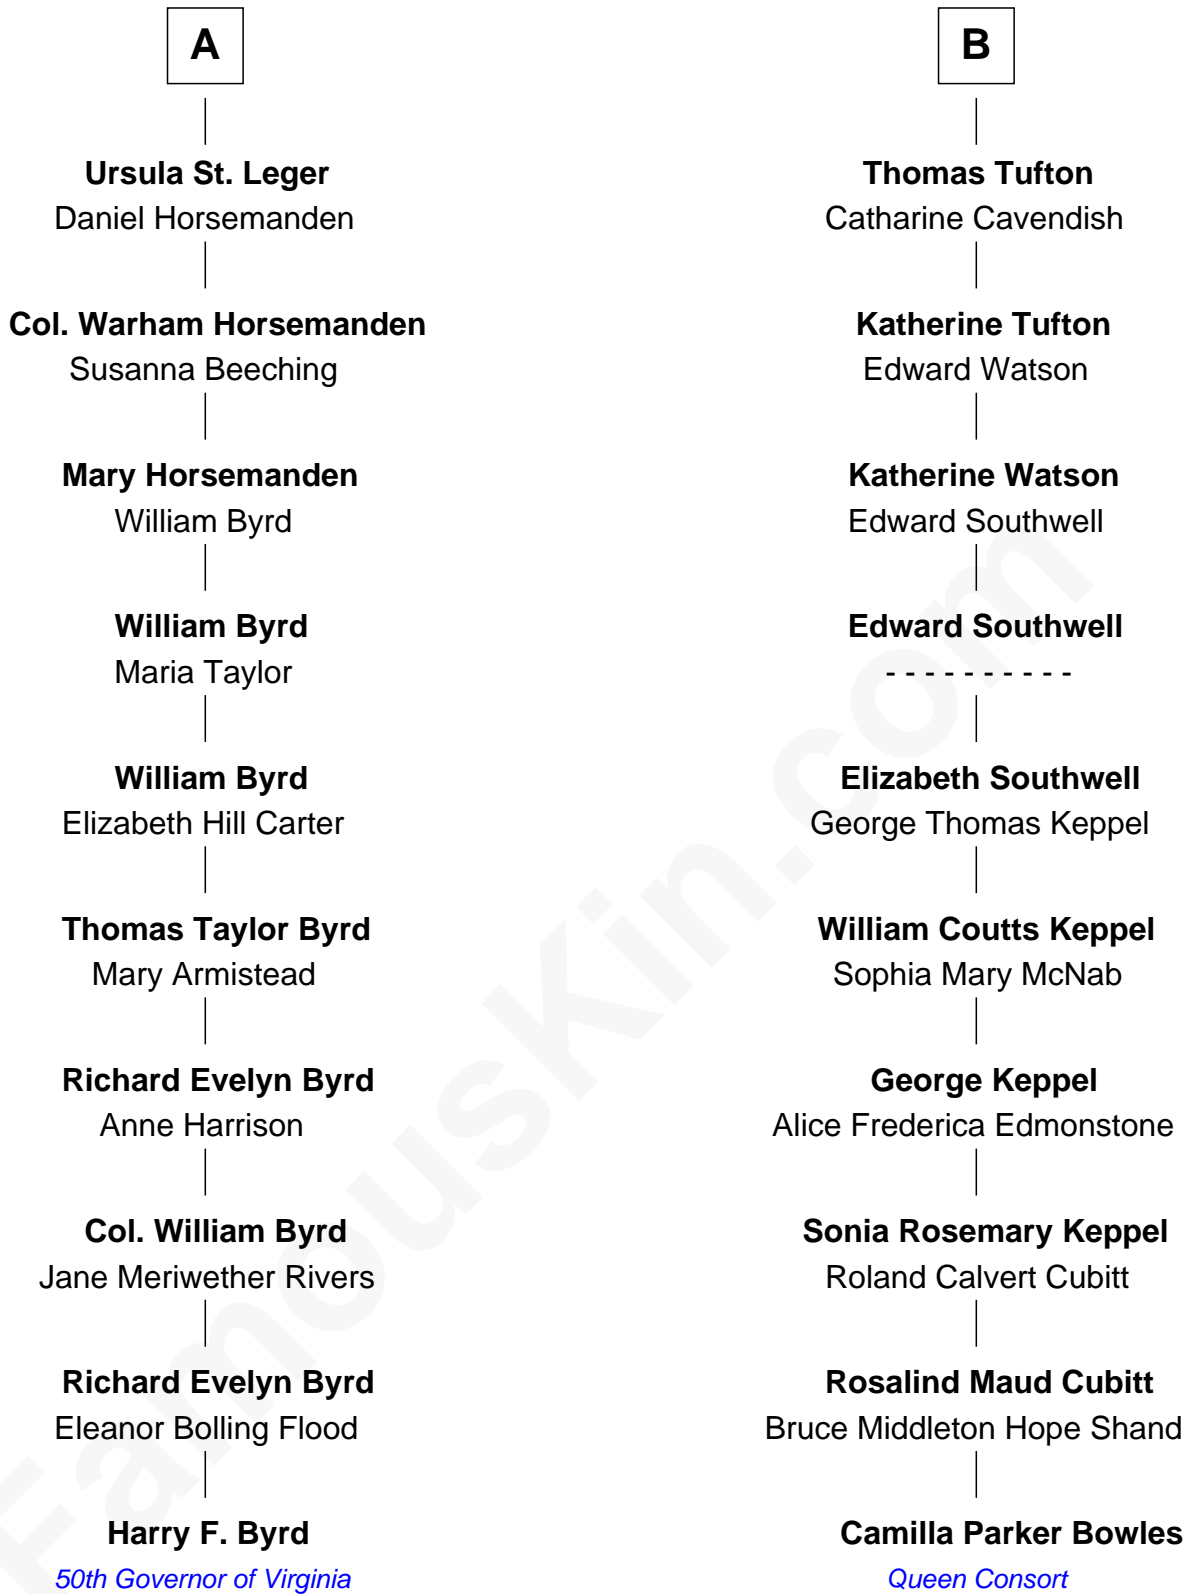 A
Ursula St. Leger
Daniel Horsemanden
Col. Warham Horsemanden
Susanna Beeching
Mary Horsemanden
William Byrd
William Byrd
Maria Taylor
William Byrd
Elizabeth Hill Carter
Thomas Taylor Byrd
Mary Armistead
Richard Evelyn Byrd
Anne Harrison
Col. William Byrd
Jane Meriwether Rivers
Richard Evelyn Byrd
Eleanor Bolling Flood
Harry F. Byrd
50th Governor of Virginia
B
Thomas Tufton
Catharine Cavendish
Katherine Tufton
Edward Watson
Katherine Watson
Edward Southwell
Edward Southwell
- - - - - - - - - -
Elizabeth Southwell
George Thomas Keppel
William Coutts Keppel
Sophia Mary McNab
George Keppel
Alice Frederica Edmonstone
Sonia Rosemary Keppel
Roland Calvert Cubitt
Rosalind Maud Cubitt
Bruce Middleton Hope Shand
Camilla Parker Bowles
Queen Consort
FamousKin.com